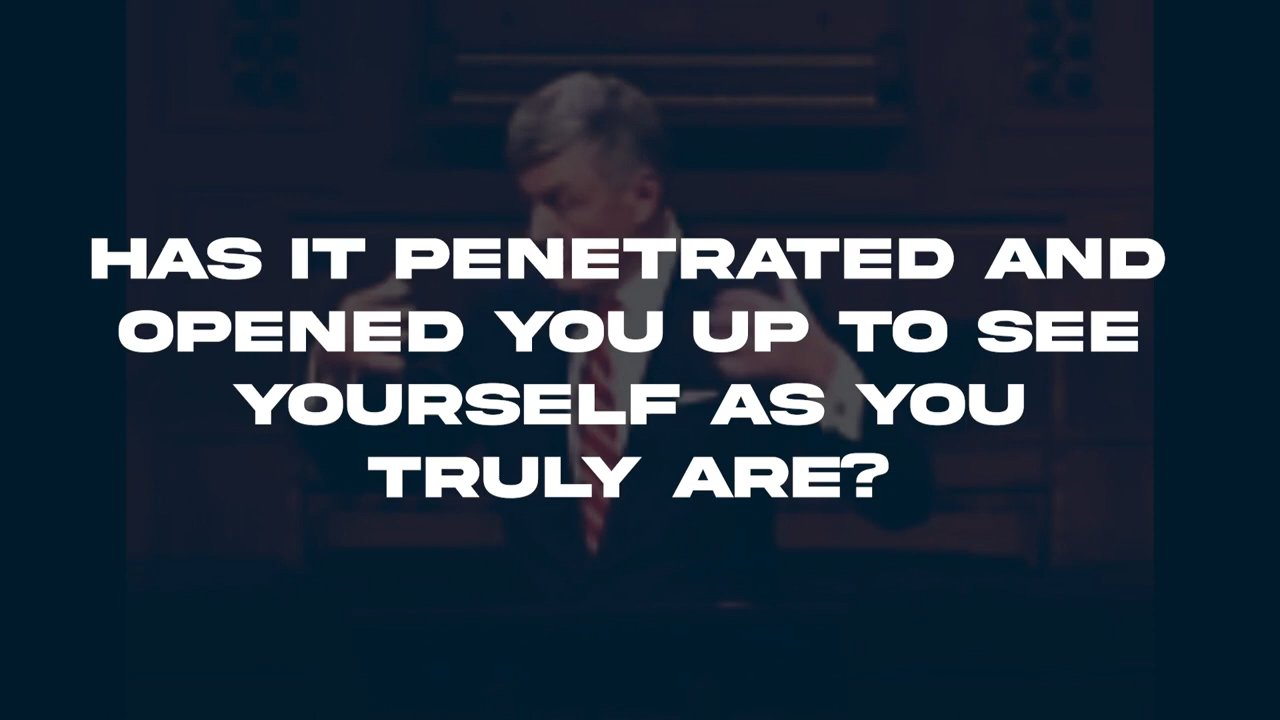 HAS IT PENETRATED AND
OPENED YOU UP TO SEE
YOURSELF AS YOU
TRULY ARE?